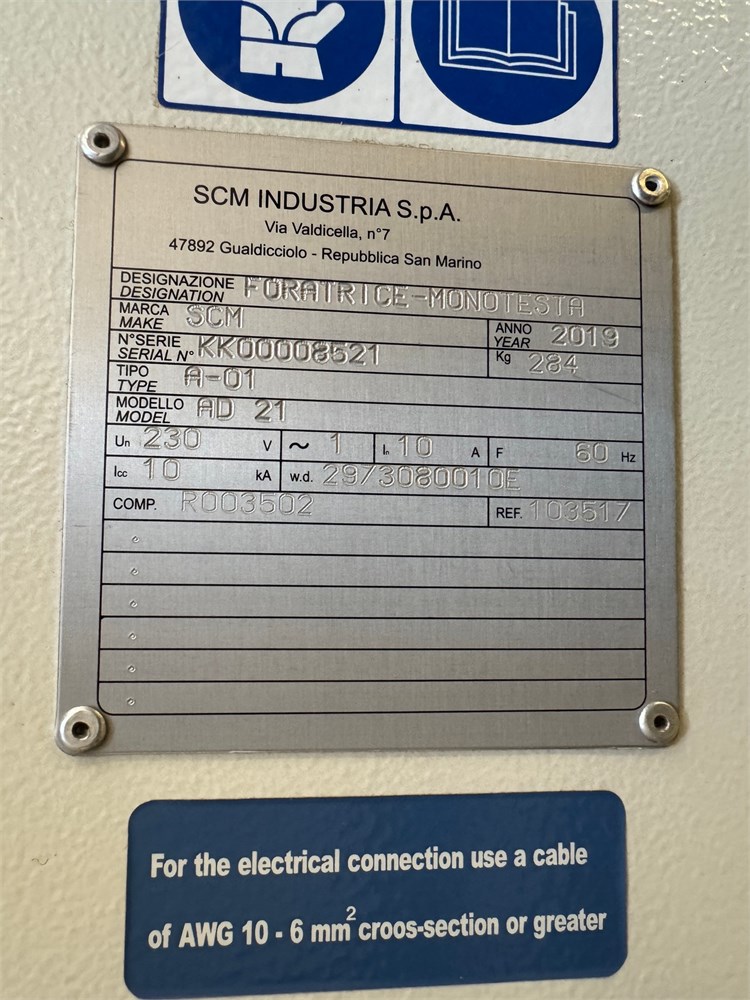 SCM INDUSTRIA S.p.A.
Via Valdicella, n°7
47892 Gualdicciolo - Repubblica San Marino
DESIGNAZIONE
DESIGNATION FORATRICE-MONOTESTA
MARCA
MAKE SCM
ANNO
YEAR 2019
N°SERIE
SERIAL N° KK00008521
Kg 284
TIPO
TYPE A-01
MODELLO
MODEL AD 21
Un 230 V ~ 1 In 10 A F 60 Hz
Icc 10 kA w.d. 29/3080010E
COMP. R003502 REF. 103517
For the electrical connection use a cable
of AWG 10 - 6 mm² croos-section or greater